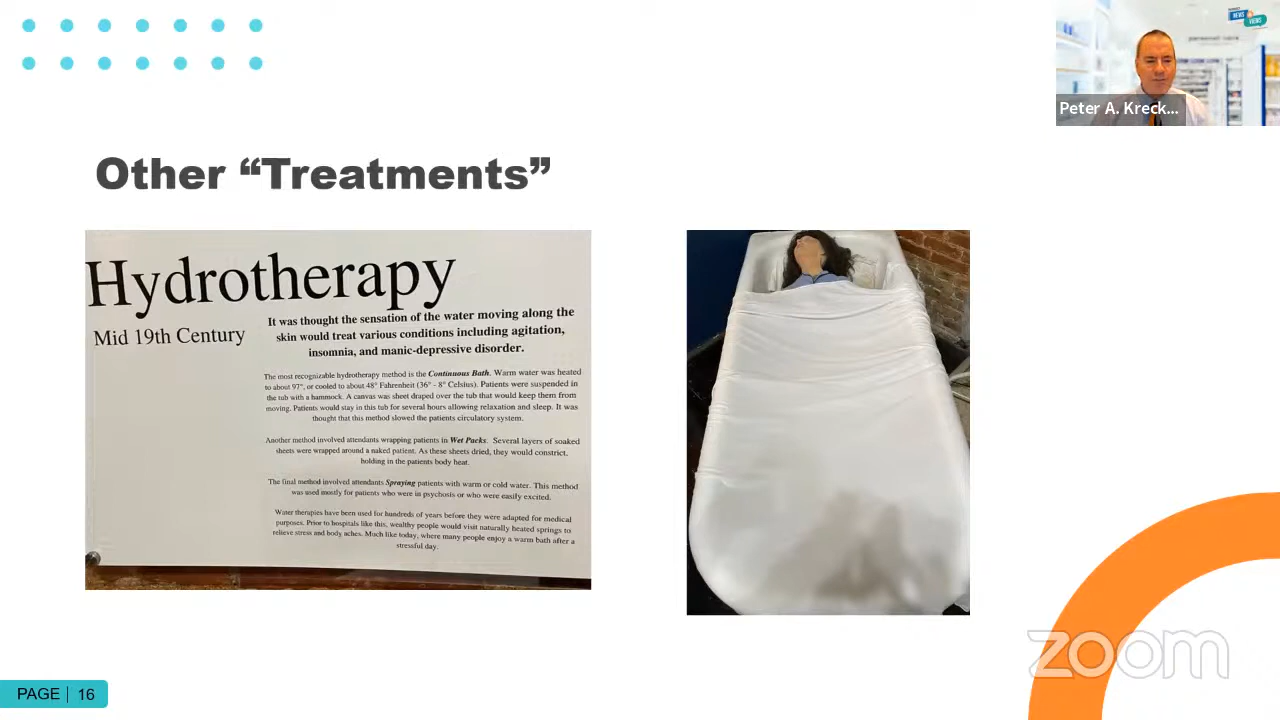 NEWS
VIEWS
Peter A. Kreck...
Other “Treatments”
Hydrotherapy
Mid 19th Century
It was thought the sensation of the water moving along the
skin would treat various conditions including agitation,
insomnia, and manic-depressive disorder.
The most recognizable hydrotherapy method is the Continuous Bath. Warm water was heated
to about 97°, or cooled to about 48° Fahrenheit (36° - 8° Celsius). Patients were suspended in
the tub with a hammock. A canvas was sheet draped over the tub that would keep them from
moving. Patients would stay in this tub for several hours allowing relaxation and sleep. It was
thought that this method slowed the patients circulatory system.
Another method involved attendants wrapping patients in Wet Packs. Several layers of soaked
sheets were wrapped around a naked patient. As these sheets dried, they would constrict,
holding in the patients body heat.
The final method involved attendants Spraying patients with warm or cold water. This method
was used mostly for patients who were in psychosis or who were easily excited.
Water therapies have been used for hundreds of years before they were adapted for medical
purposes. Prior to hospitals like this, wealthy people would visit naturally heated springs to
relieve stress and body aches. Much like today, where many people enjoy a warm bath after a
stressful day.
zoom
PAGE | 16